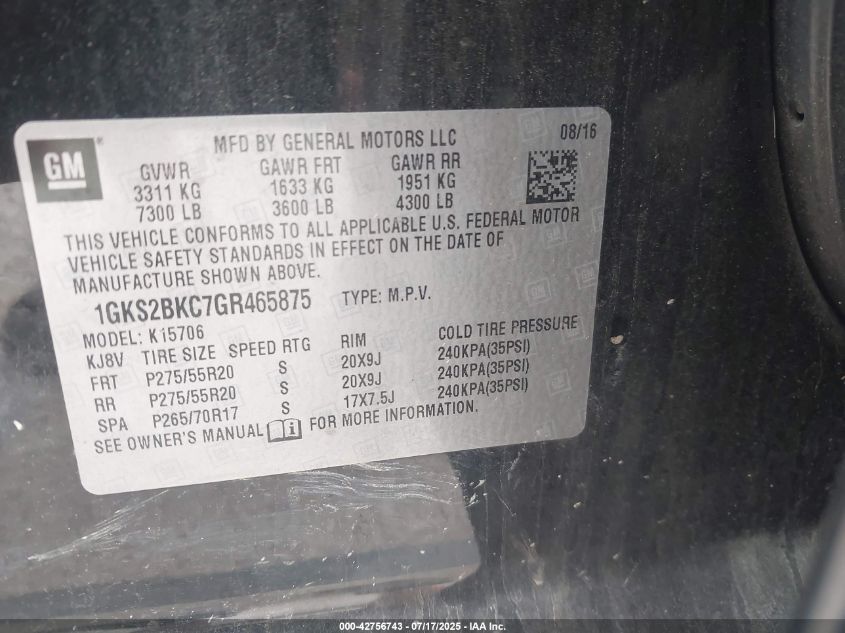 GM
MFD BY GENERAL MOTORS LLC
08/16
GVWR GAWR FRT GAWR RR
3311 KG 1633 KG 1951 KG
7300 LB 3600 LB 4300 LB
THIS VEHICLE CONFORMS TO ALL APPLICABLE U.S. FEDERAL MOTOR
VEHICLE SAFETY STANDARDS IN EFFECT ON THE DATE OF
MANUFACTURE SHOWN ABOVE.
1GKS2BKC7GR465875 TYPE: M.P.V.
MODEL: K15706
KJ8V TIRE SIZE SPEED RTG RIM COLD TIRE PRESSURE
FRT P275/55R20 S 20X9J 240KPA(35PSI)
RR P275/55R20 S 20X9J 240KPA(35PSI)
SPA P265/70R17 S 17X7.5J 240KPA(35PSI)
SEE OWNER'S MANUAL i FOR MORE INFORMATION.
000-42756743 - 07/17/2025 - IAA Inc.